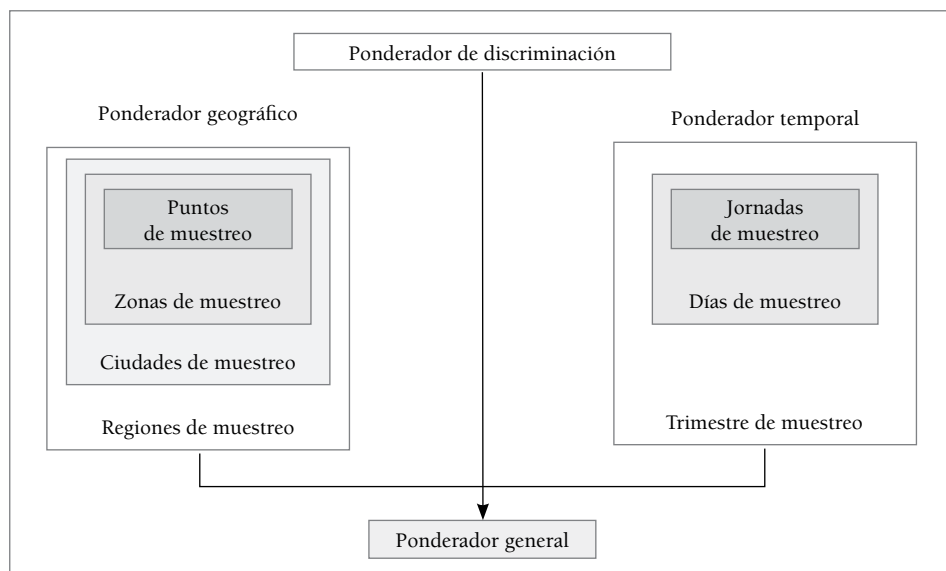 Ponderador de discriminación
Ponderador geográfico
Puntos
de muestreo
Zonas de muestreo
Ciudades de muestreo
Regiones de muestreo
Ponderador temporal
Jornadas
de muestreo
Días de muestreo
Trimestre de muestreo
Ponderador general